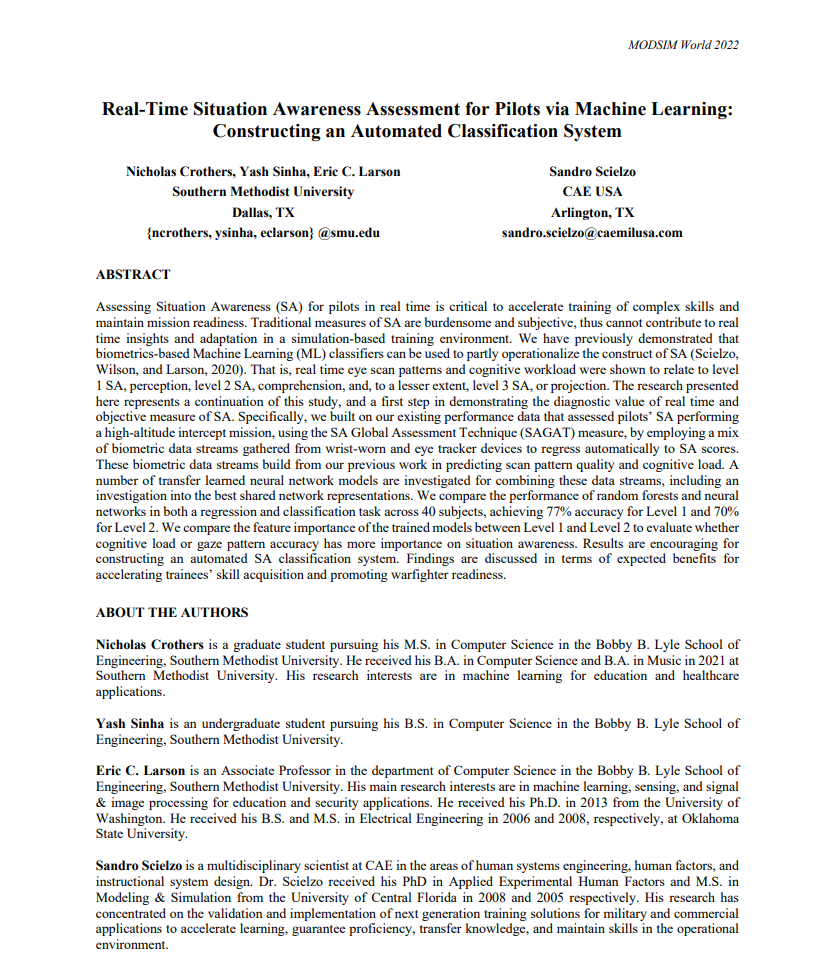 MODSIM World 2022
Real-Time Situation Awareness Assessment for Pilots via Machine Learning:
Constructing an Automated Classification System
Nicholas Crothers, Yash Sinha, Eric C. Larson
Southern Methodist University
Dallas, TX
{ncrothers, ysinha, eclarson} @smu.edu
Sandro Scielzo
CAE USA
Arlington, TX
sandro.scielzo@caemilusa.com
ABSTRACT
Assessing Situation Awareness (SA) for pilots in real time is critical to accelerate training of complex skills and
maintain mission readiness. Traditional measures of SA are burdensome and subjective, thus cannot contribute to real
time insights and adaptation in a simulation-based training environment. We have previously demonstrated that
biometrics-based Machine Learning (ML) classifiers can be used to partly operationalize the construct of SA (Scielzo,
Wilson, and Larson, 2020). That is, real time eye scan patterns and cognitive workload were shown to relate to level
1 SA, perception, level 2 SA, comprehension, and, to a lesser extent, level 3 SA, or projection. The research presented
here represents a continuation of this study, and a first step in demonstrating the diagnostic value of real time and
objective measure of SA. Specifically, we built on our existing performance data that assessed pilots' SA performing
a high-altitude intercept mission, using the SA Global Assessment Technique (SAGAT) measure, by employing a mix
of biometric data streams gathered from wrist-worn and eye tracker devices to regress automatically to SA scores.
These biometric data streams build from our previous work in predicting scan pattern quality and cognitive load. A
number of transfer learned neural network models are investigated for combining these data streams, including an
investigation into the best shared network representations. We compare the performance of random forests and neural
networks in both a regression and classification task across 40 subjects, achieving 77% accuracy for Level 1 and 70%
for Level 2. We compare the feature importance of the trained models between Level 1 and Level 2 to evaluate whether
cognitive load or gaze pattern accuracy has more importance on situation awareness. Results are encouraging for
constructing an automated SA classification system. Findings are discussed in terms of expected benefits for
accelerating trainees' skill acquisition and promoting warfighter readiness.
ABOUT THE AUTHORS
Nicholas Crothers is a graduate student pursuing his M.S. in Computer Science in the Bobby B. Lyle School of
Engineering, Southern Methodist University. He received his B.A. in Computer Science and B.A. in Music in 2021 at
Southern Methodist University. His research interests are in machine learning for education and healthcare
applications.
Yash Sinha is an undergraduate student pursuing his B.S. in Computer Science in the Bobby B. Lyle School of
Engineering, Southern Methodist University.
Eric C. Larson is an Associate Professor in the department of Computer Science in the Bobby B. Lyle School of
Engineering, Southern Methodist University. His main research interests are in machine learning, sensing, and signal
& image processing for education and security applications. He received his Ph.D. in 2013 from the University of
Washington. He received his B.S. and M.S. in Electrical Engineering in 2006 and 2008, respectively, at Oklahoma
State University.
Sandro Scielzo is a multidisciplinary scientist at CAE in the areas of human systems engineering, human factors, and
instructional system design. Dr. Scielzo received his PhD in Applied Experimental Human Factors and M.S. in
Modeling & Simulation from the University of Central Florida in 2008 and 2005 respectively. His research has
concentrated on the validation and implementation of next generation training solutions for military and commercial
applications to accelerate learning, guarantee proficiency, transfer knowledge, and maintain skills in the operational
environment.